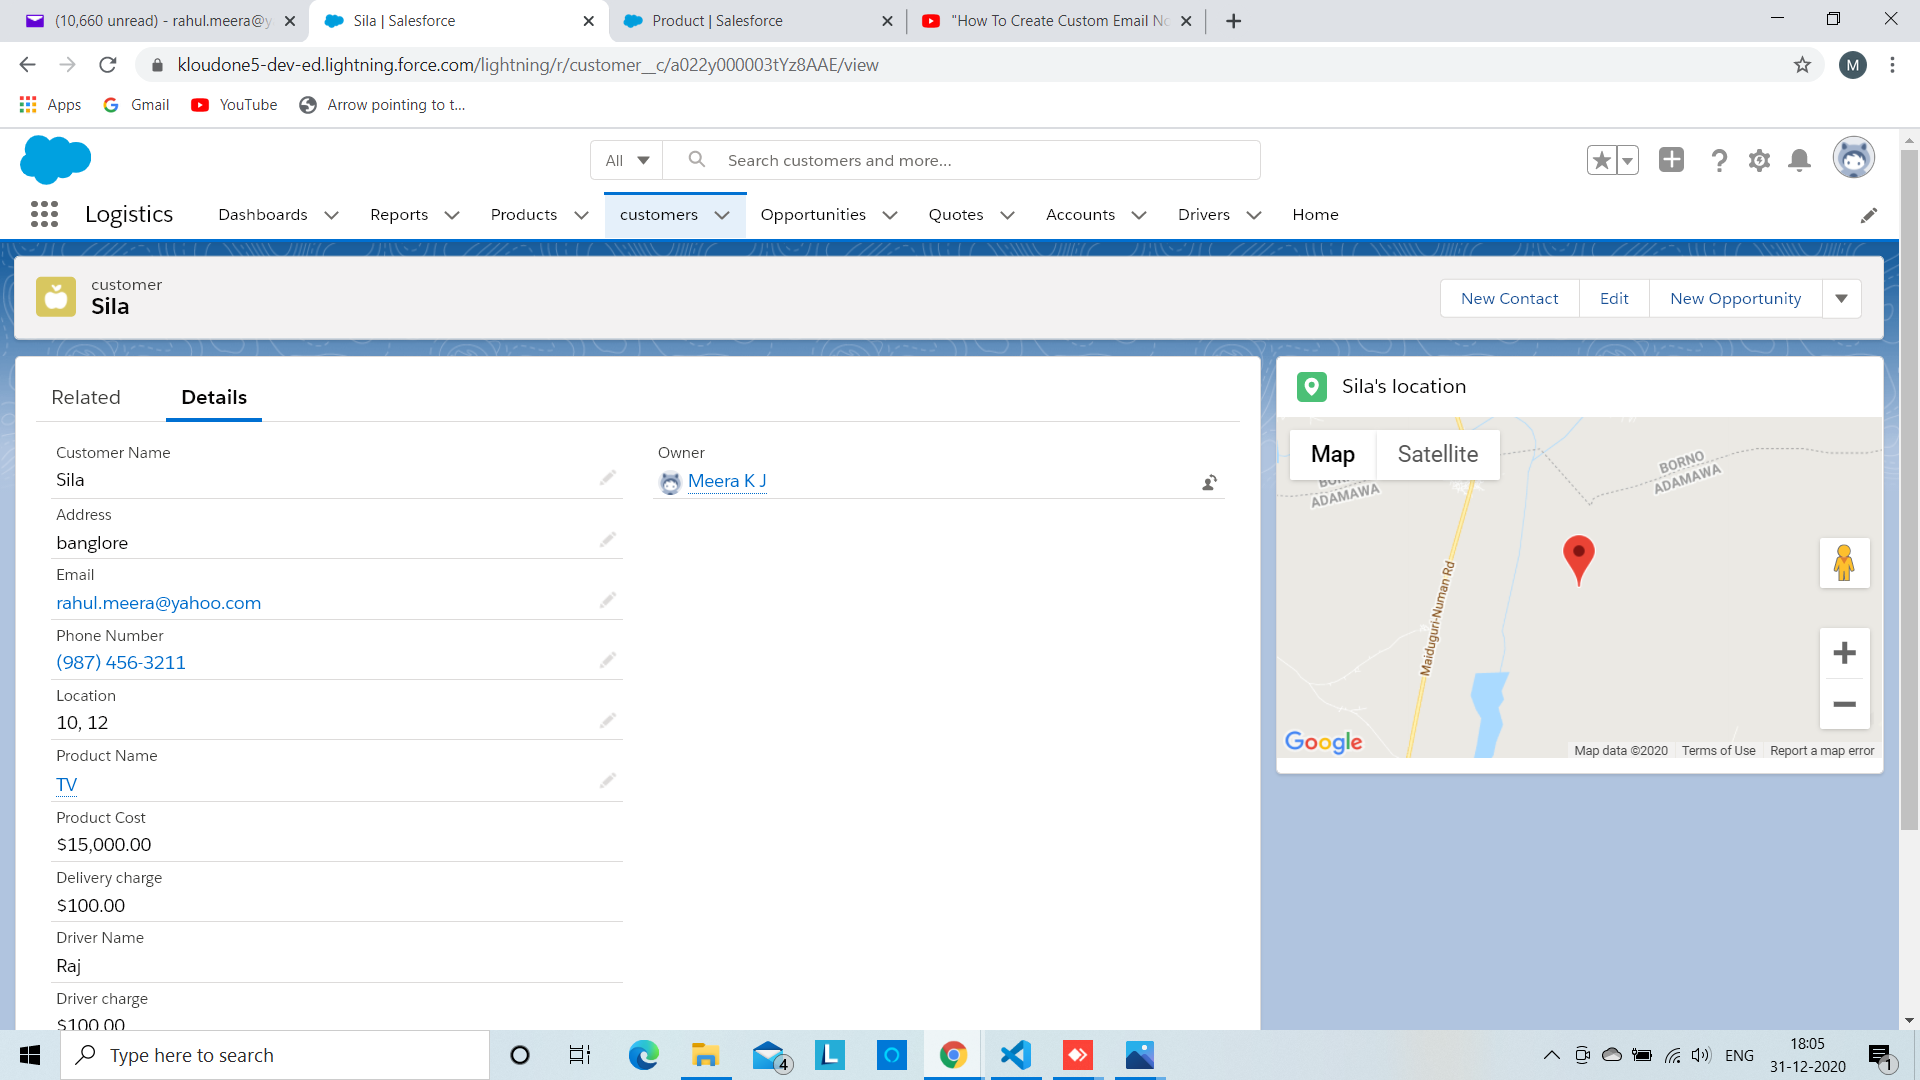 (10,660 unread) - rahul.meera@y
Sila | Salesforce
Product | Salesforce
"How To Create Custom Email No
kloudone5-dev-ed.lightning.force.com/lightning/r/customer__c/a022y000003tYz8AAE/view
M
Apps
Gmail
YouTube
Arrow pointing to t...
All
Search customers and more...
Logistics
Dashboards
Reports
Products
customers
Opportunities
Quotes
Accounts
Drivers
Home
customer
Sila
New Contact
Edit
New Opportunity
Related
Details
Customer Name
Sila
Address
banglore
Email
rahul.meera@yahoo.com
Phone Number
(987) 456-3211
Location
10, 12
Product Name
TV
Product Cost
$15,000.00
Delivery charge
$100.00
Driver Name
Raj
Driver charge
$100.00
Owner
Meera K J
Sila's location
Map
Satellite
ADAMAWA
BORNO
ADAMAWA
Maiduguri-Numan Rd
Google
Map data ©2020
Terms of Use
Report a map error
Type here to search
4
L
ENG
18:05
31-12-2020
1